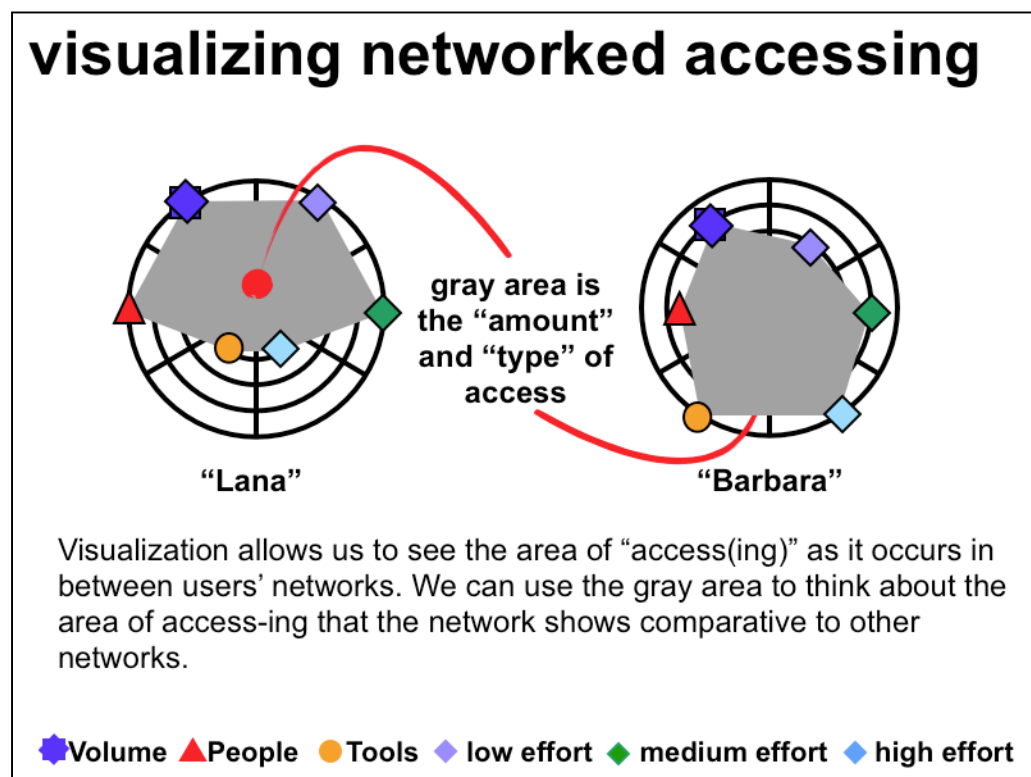 visualizing networked accessing
gray area is
the “amount”
and “type” of
access
“Lana”
“Barbara”
Visualization allows us to see the area of “access(ing)” as it occurs in
between users’ networks. We can use the gray area to think about the
area of access-ing that the network shows comparative to other
networks.
Volume People Tools low effort medium effort high effort